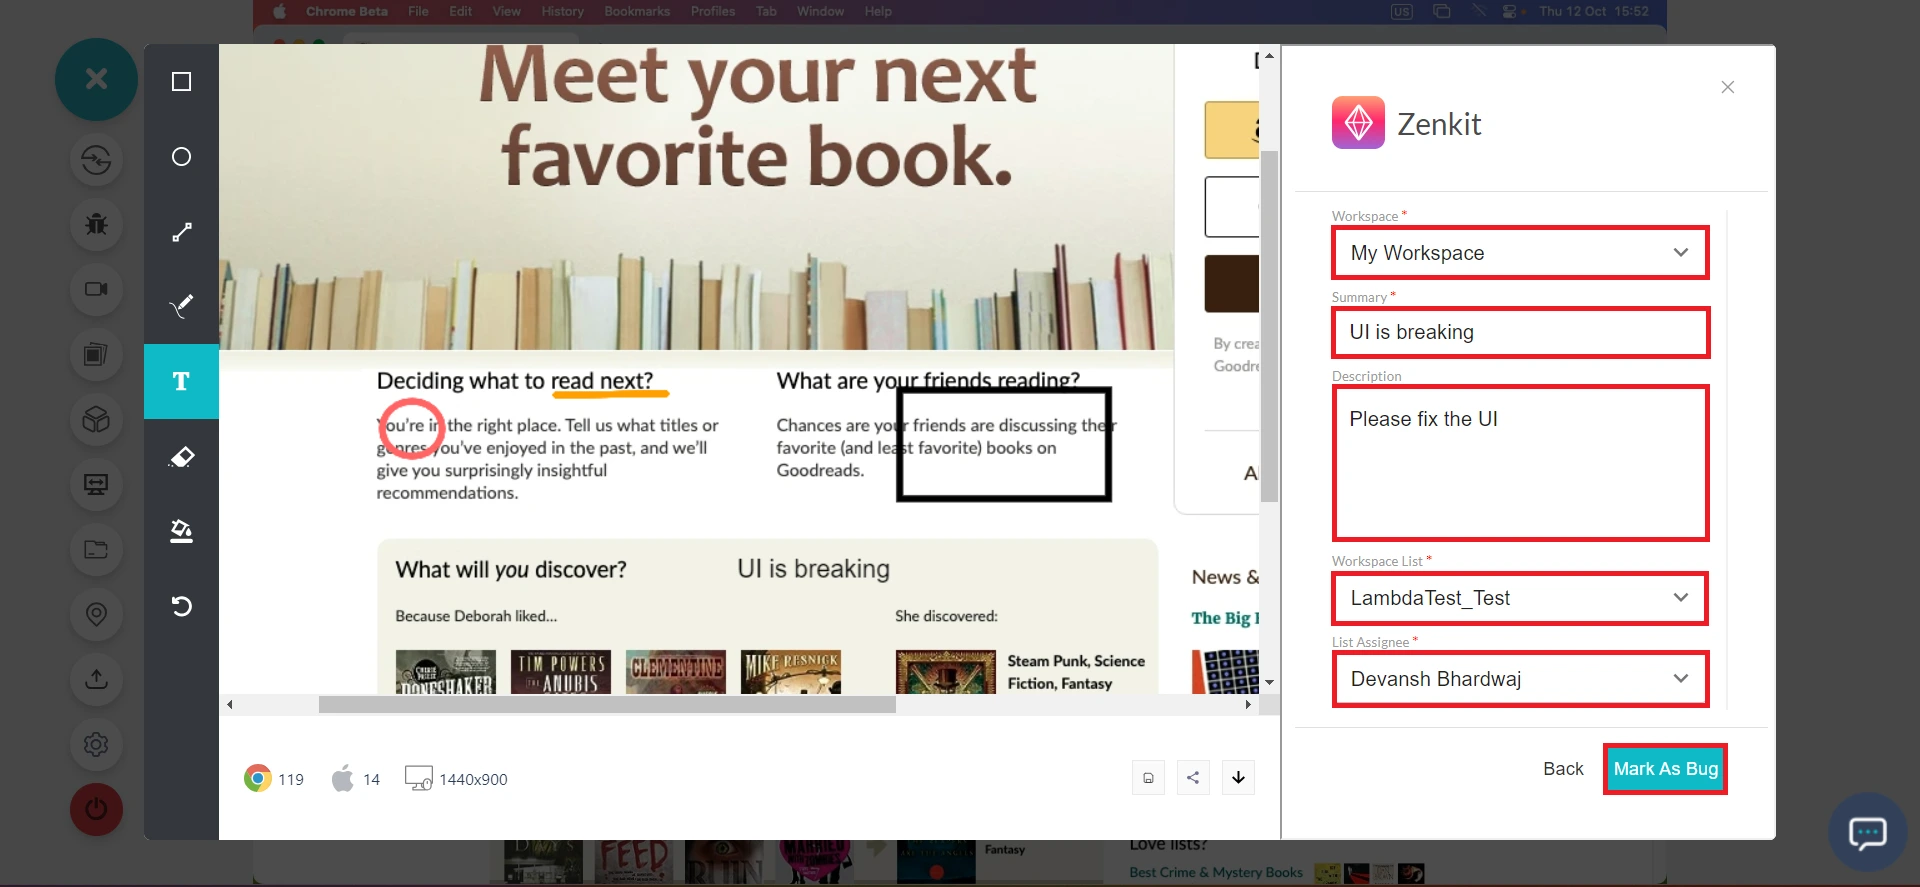 Chrome Beta File Edit View History Bookmarks Profiles Tab Window Help US Thu 12 Oct 15:52
Meet your next
favorite book.
Deciding what to read next?
You're in the right place. Tell us what titles or
genres you've enjoyed in the past, and we'll
give you surprisingly insightful
recommendations.
What are your friends reading?
Chances are your friends are discussing their
favorite (and least favorite) books on
Goodreads.
By crea
Goodre
A
What will you discover?
UI is breaking
Because Deborah liked...
She discovered:
CHERIE PRIEST
BONESHAKER
TIM POWERS
THE ANUBIS
CLEMENTINE
MIKE RESNICK
Steam Punk, Science
Fiction, Fantasy
News &
The Big
119 14 1440x900
Zenkit
Workspace *
My Workspace
Summary *
UI is breaking
Description
Please fix the UI
Workspace List *
LambdaTest_Test
List Assignee *
Devansh Bhardwaj
Back Mark As Bug
T
FEED
RUIN
MARRIED
Fantasy
Love lists?
Best Crime & Mystery Books